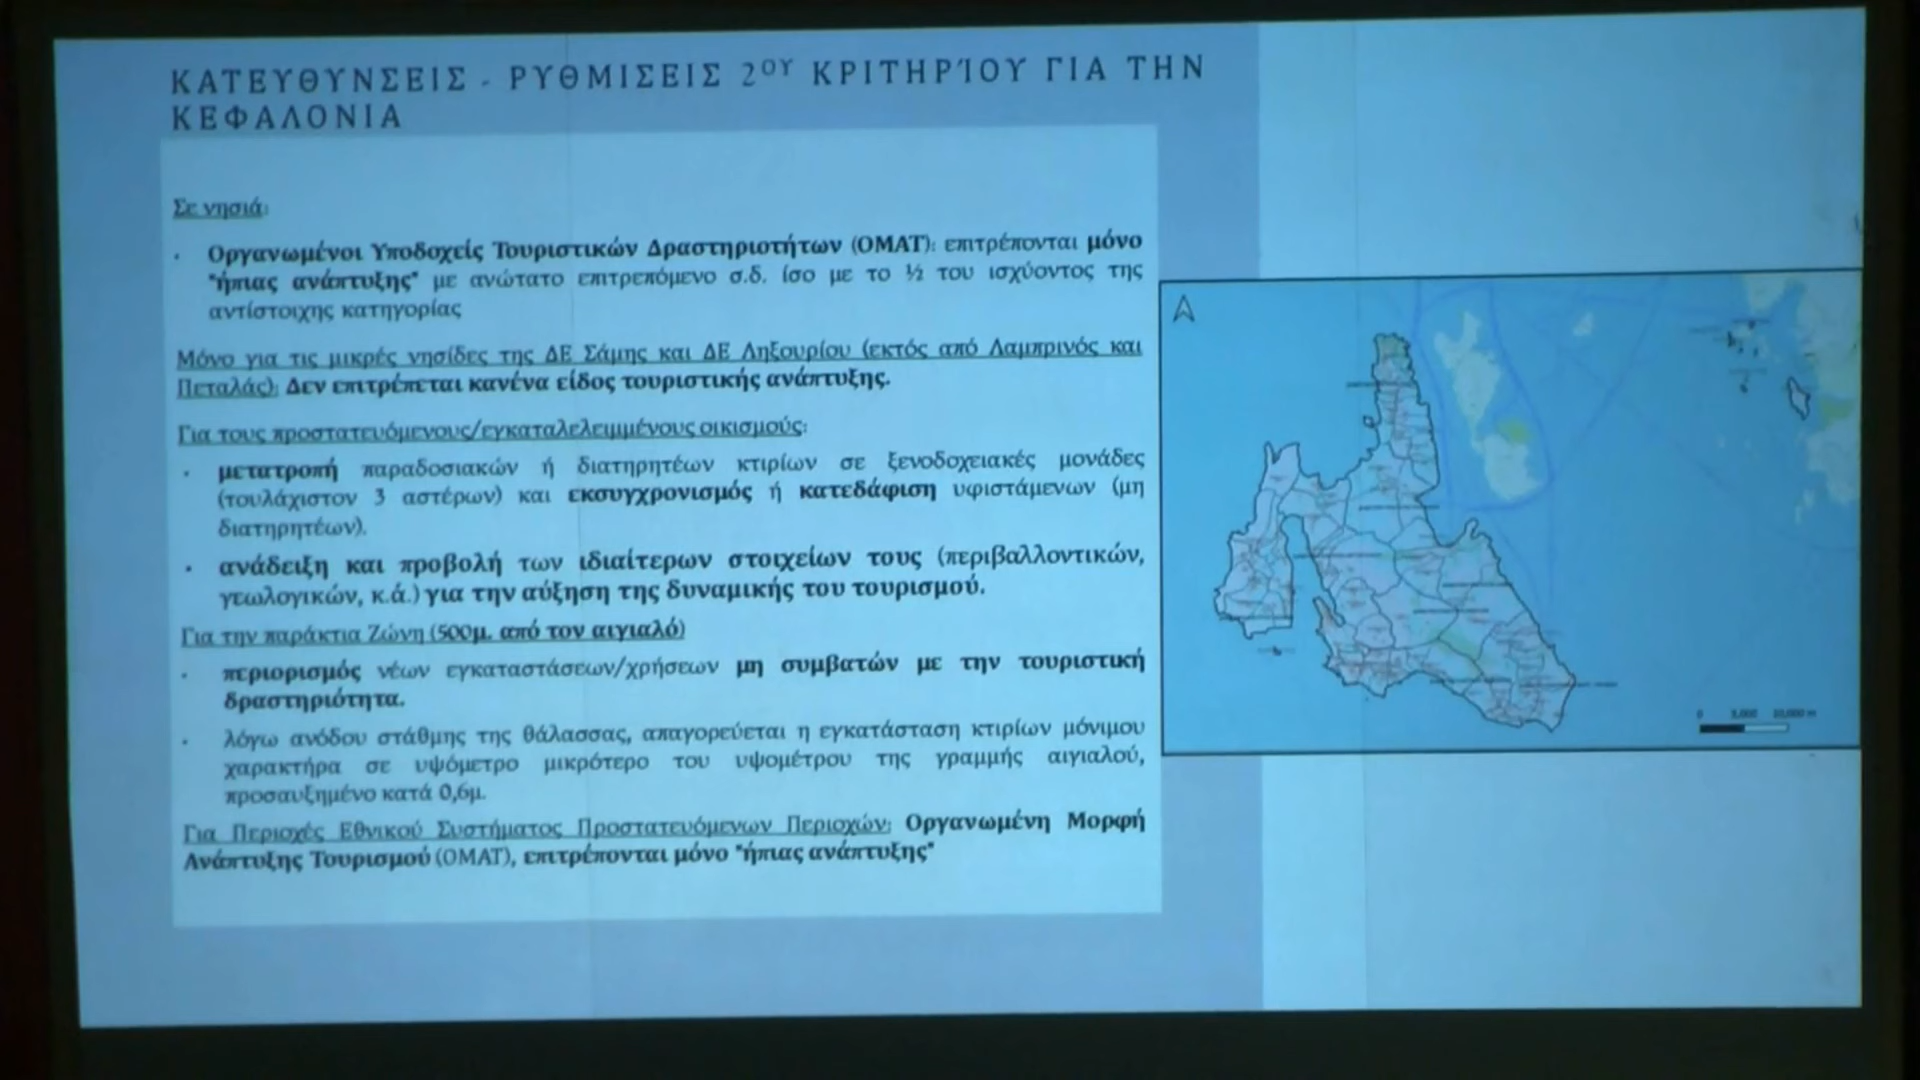 ΚΑΤΕΥΘΥΝΣΕΙΣ - ΡΥΘΜΙΣΕΙΣ 2ΟΥ ΚΡΙΤΗΡΊΟΥ ΓΙΑ ΤΗΝ
ΚΕΦΑΛΟΝΙΑ
Σε νησιά:
· Οργανωμένοι Υποδοχείς Τουριστικών Δραστηριοτήτων (ΟΜΑΤ): επιτρέπονται μόνο
"ήπιας ανάπτυξης" με ανώτατο επιτρεπόμενο σ.δ. ίσο με το ½ του ισχύοντος της
αντίστοιχης κατηγορίας
Μόνο για τις μικρές νησίδες της ΔΕ Σάμης και ΔΕ Ληξουρίου (εκτός από Λαμπρινός και
Πεταλάς): Δεν επιτρέπεται κανένα είδος τουριστικής ανάπτυξης.
Για τους προστατευόμενους/εγκαταλελειμμένους οικισμούς:
· μετατροπή παραδοσιακών ή διατηρητέων κτιρίων σε ξενοδοχειακές μονάδες
(τουλάχιστον 3 αστέρων) και εκσυγχρονισμός ή κατεδάφιση υφιστάμενων (μη
διατηρητέων).
· ανάδειξη και προβολή των ιδιαίτερων στοιχείων τους (περιβαλλοντικών,
γεωλογικών, κ.ά.) για την αύξηση της δυναμικής του τουρισμού.
Για την παράκτια Ζώνη (500μ. από τον αιγιαλό)
· περιορισμός νέων εγκαταστάσεων/χρήσεων μη συμβατών με την τουριστική
δραστηριότητα.
· λόγω ανόδου στάθμης της θάλασσας, απαγορεύεται η εγκατάσταση κτιρίων μόνιμου
χαρακτήρα σε υψόμετρο μικρότερο του υψομέτρου της γραμμής αιγιαλού,
προσαυξημένο κατά 0,6μ.
Για Περιοχές Εθνικού Συστήματος Προστατευόμενων Περιοχών: Οργανωμένη Μορφή
Ανάπτυξης Τουρισμού (ΟΜΑΤ), επιτρέπονται μόνο "ήπιας ανάπτυξης"